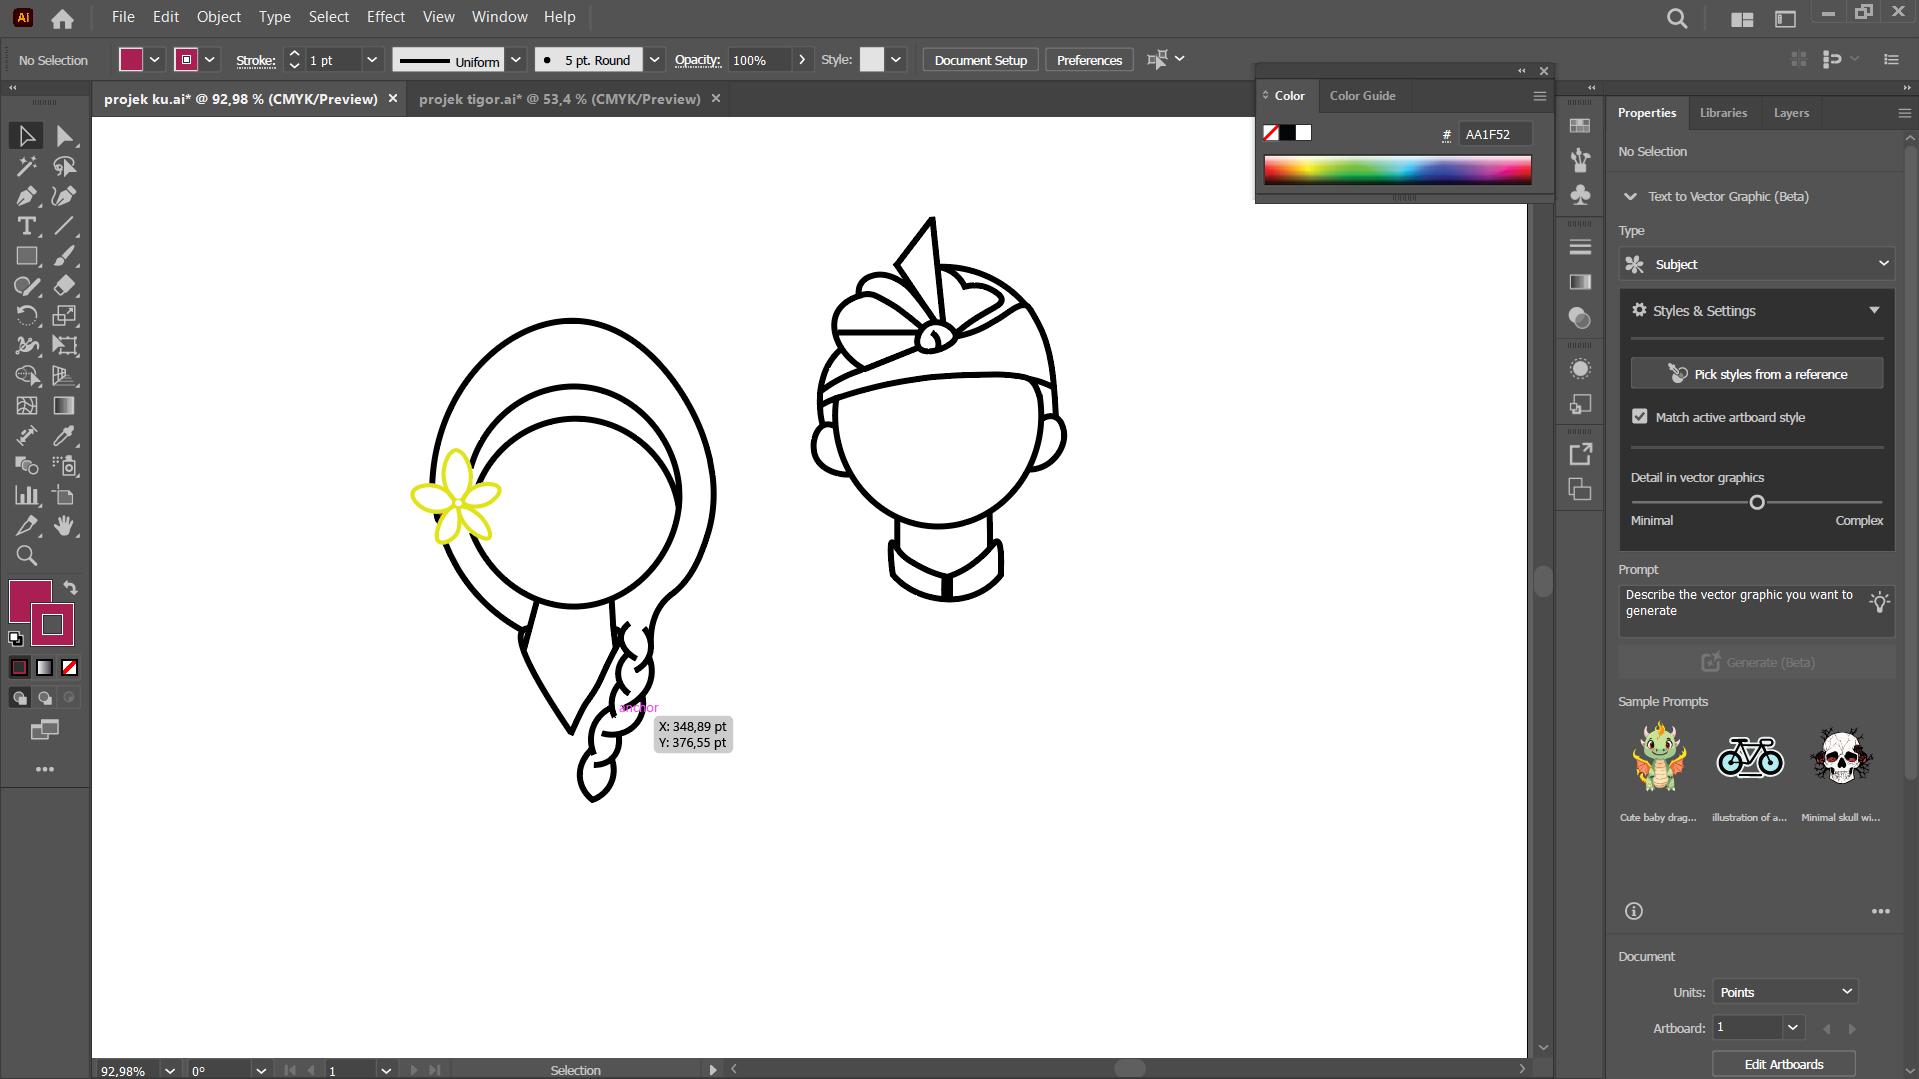 Ai File Edit Object Type Select Effect View Window Help
No Selection Stroke: 1 pt Uniform 5 pt. Round Opacity: 100% Style: Document Setup Preferences
projek ku.ai* @ 92,98 % (CMYK/Preview) projek tigor.ai* @ 53,4 % (CMYK/Preview)
Color Color Guide
# AA1F52
Properties Libraries Layers
No Selection
Text to Vector Graphic (Beta)
Type
Subject
Styles & Settings
Pick styles from a reference
Match active artboard style
Detail in vector graphics
Minimal Complex
Prompt
Describe the vector graphic you want to
generate
Generate (Beta)
Sample Prompts
Cute baby drag... illustration of a... Minimal skull wi...
anchor
X: 348,89 pt
Y: 376,55 pt
Document
Units: Points
Artboard: 1
Edit Artboards
92,98% 0° 1 Selection